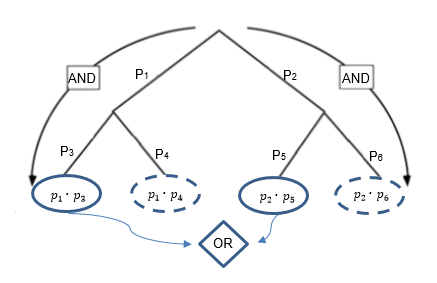 AND
P₁
P₂
AND
P₃
P₄
P₅
P₆
p₁ · p₃
p₁ · p₄
p₂ · p₅
p₂ · p₆
OR